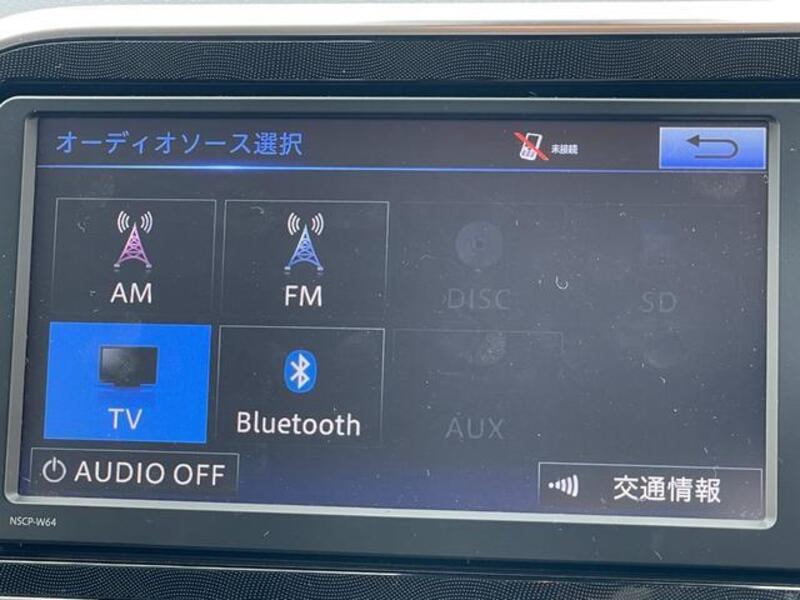 オーディオソース選択
未接続
AM
FM
DISC
SD
TV
Bluetooth
AUX
AUDIO OFF
交通情報
NSCP-W64